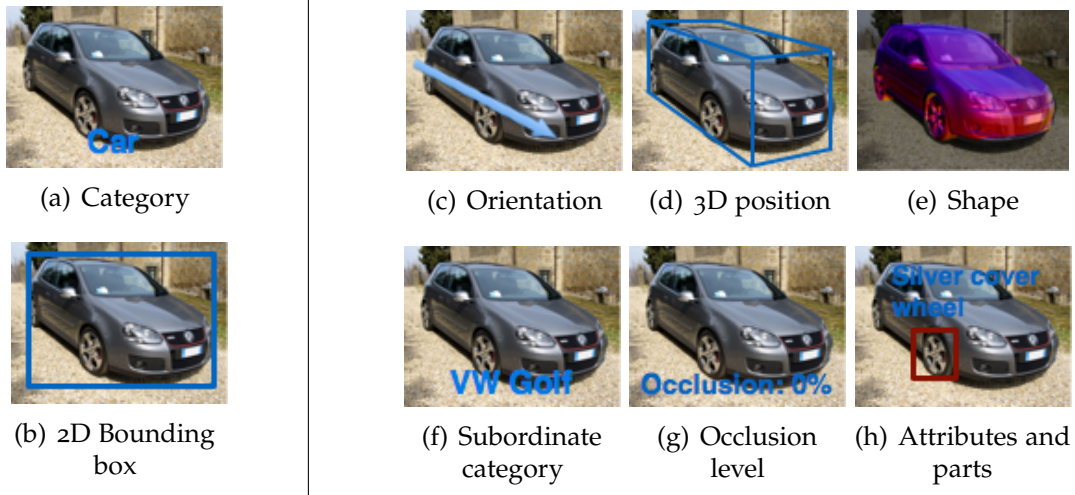 Car
(a) Category
(b) 2D Bounding
box
(c) Orientation
(d) 3D position
(e) Shape
VW Golf
(f) Subordinate
category
Occlusion: 0%
(g) Occlusion
level
Silver cover
wheel
(h) Attributes and
parts